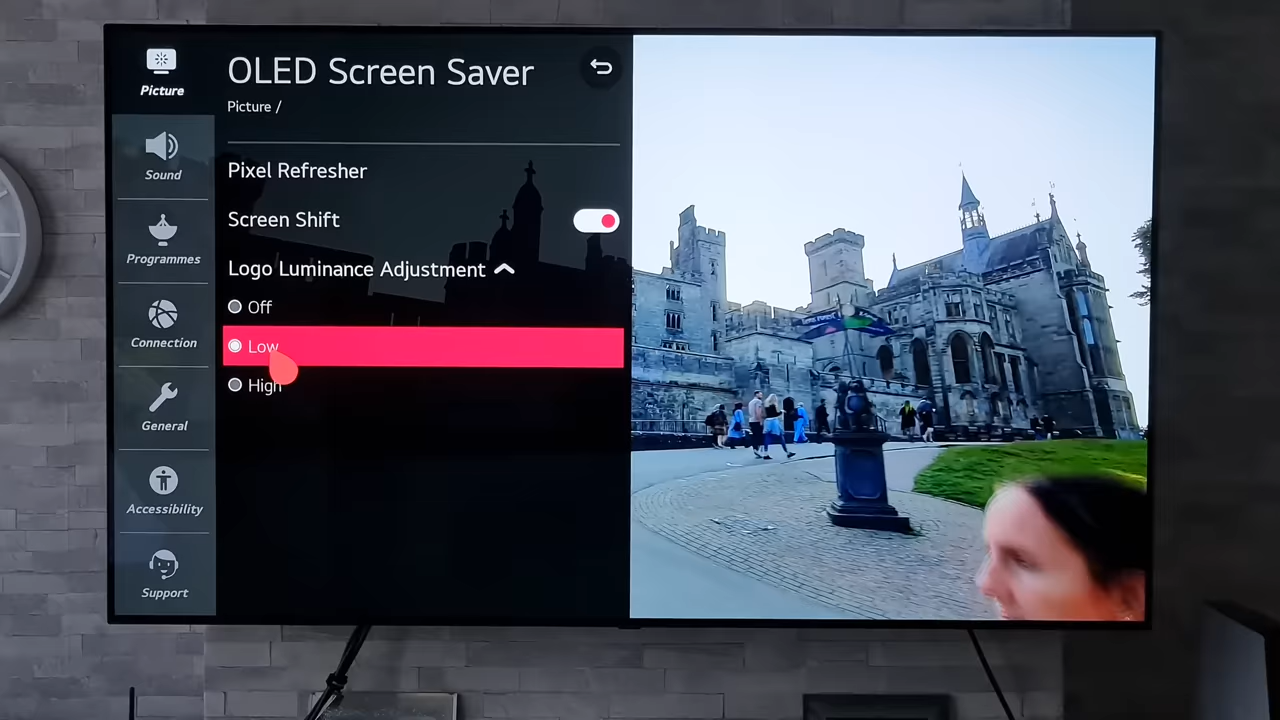 Picture
Sound
Programmes
Connection
General
Accessibility
Support
OLED Screen Saver
Picture /
Pixel Refresher
Screen Shift
Logo Luminance Adjustment
Off
Low
High